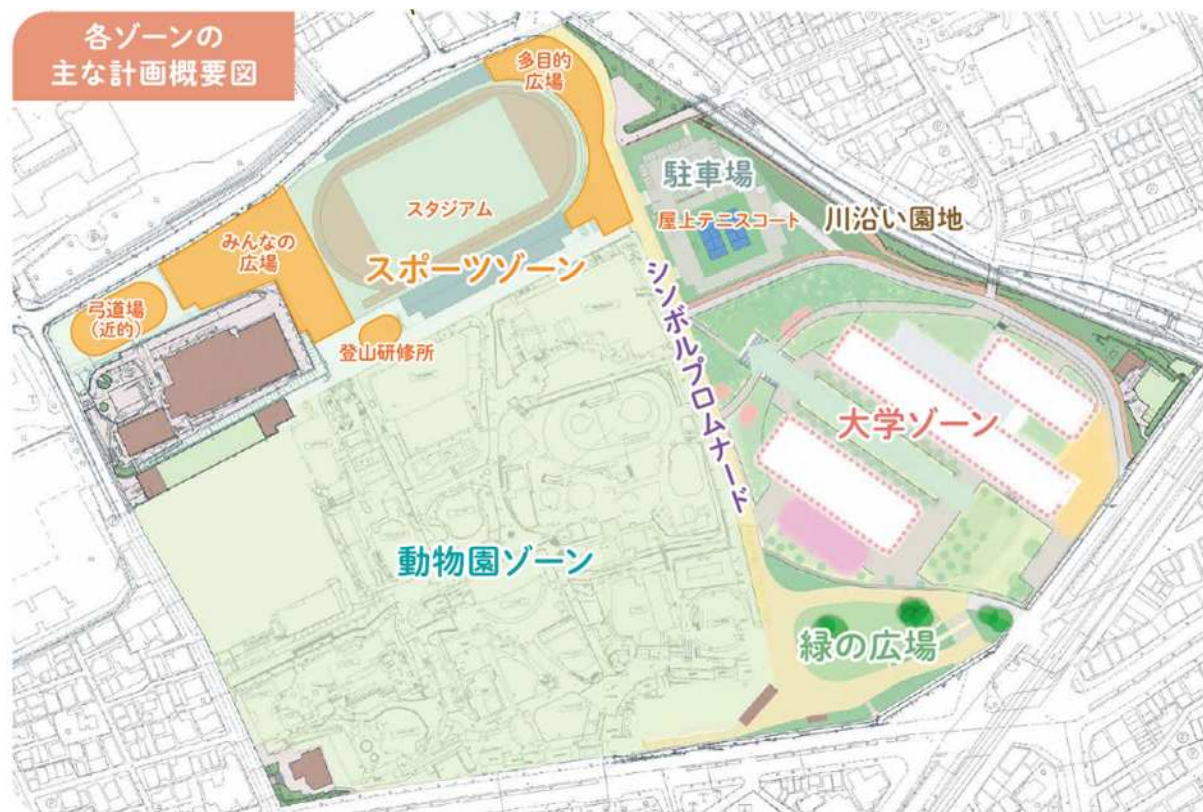 各ゾーンの
主な計画概要図
多目的
広場
駐車場
スタジアム
屋上テニスコート
川沿い園地
みんなの
広場
スポーツゾーン
弓道場
(近的)
登山研修所
シンボルプロムナード
大学ゾーン
動物園ゾーン
緑の広場